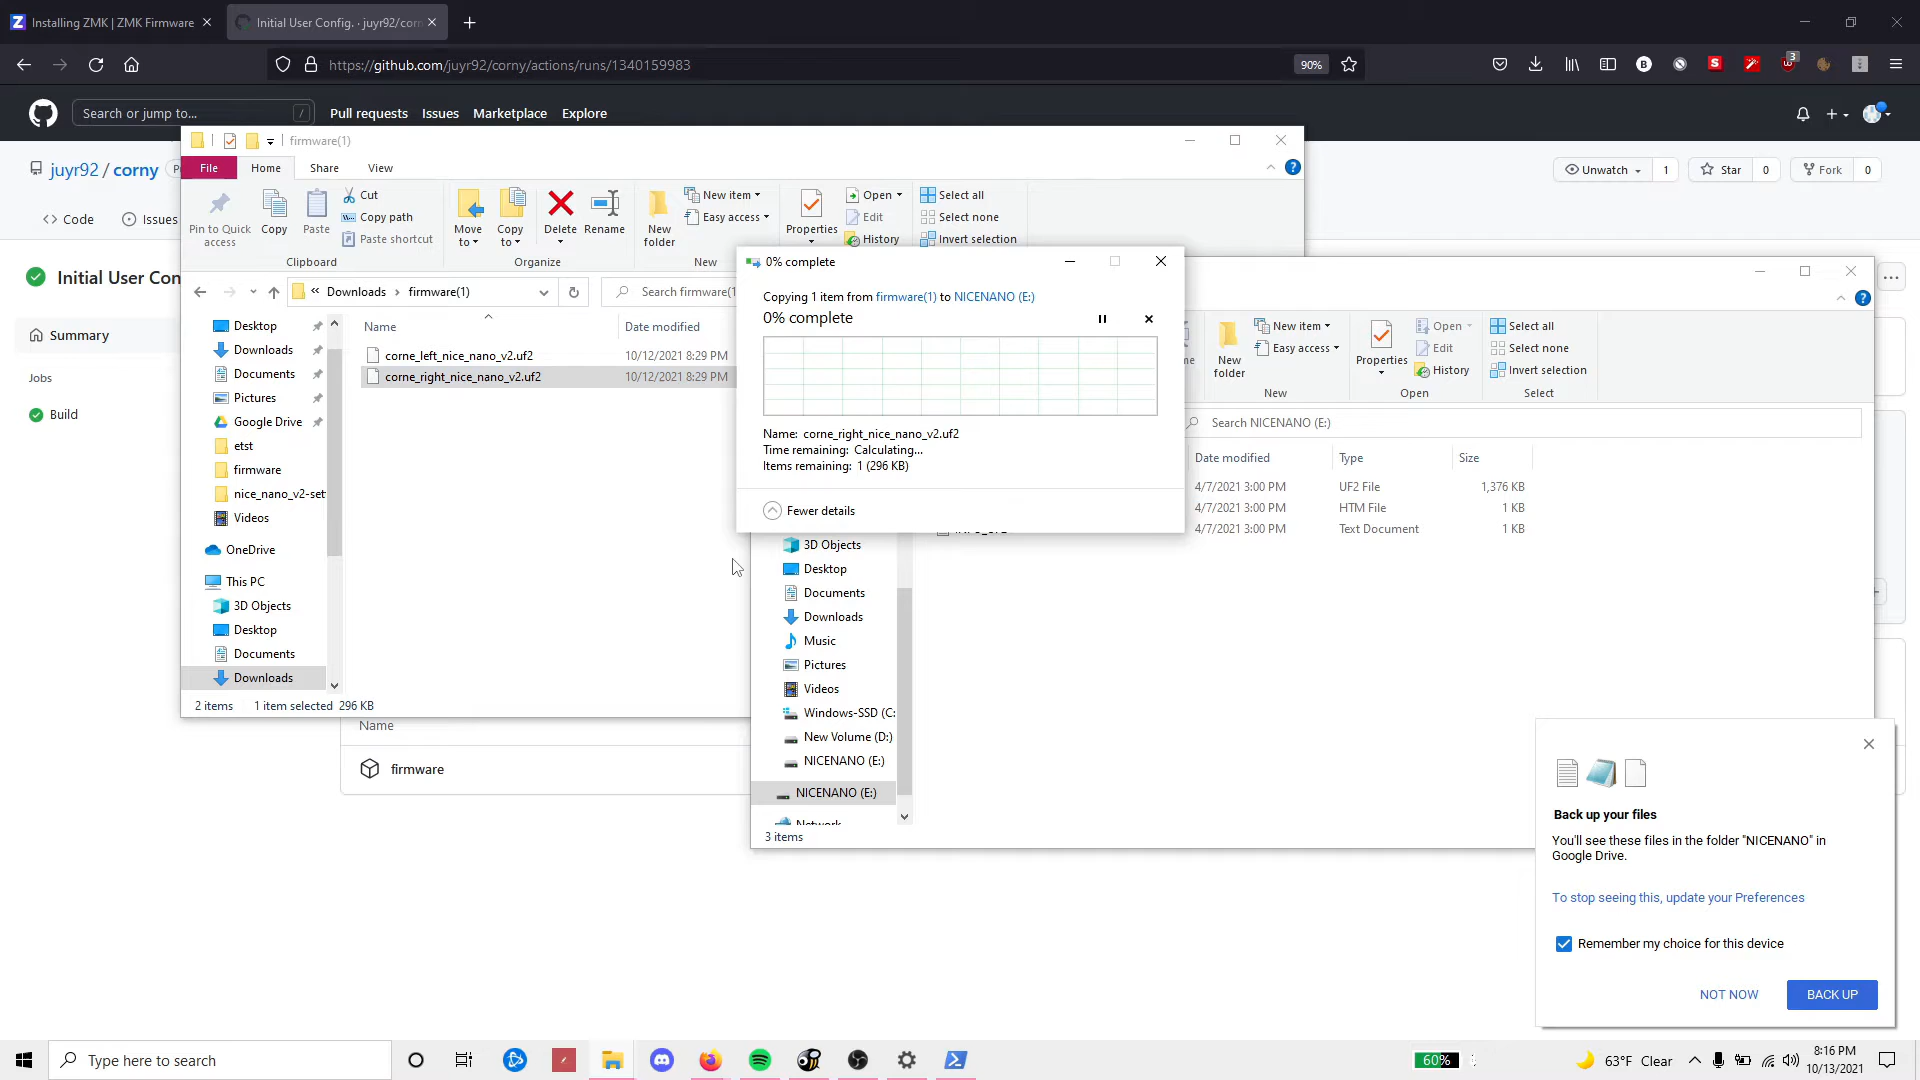 Installing ZMK | ZMK Firmware
Initial User Config. · juyr92/corn
https://github.com/juyr92/corny/actions/runs/1340159983
90%
3
Search or jump to...
/
Pull requests
Issues
Marketplace
Explore
juyr92 / corny
Unwatch
1
Star
0
Fork
0
Code
Issues
Initial User Con
Summary
Jobs
Build
firmware(1)
File
Home
Share
View
Pin to Quick access
Copy
Paste
Cut
Copy path
Paste shortcut
Clipboard
Move to
Copy to
Delete
Rename
Organize
New folder
New item
Easy access
New
Properties
Open
Edit
History
Select all
Select none
Invert selection
Downloads
firmware(1)
Search firmware(1
Desktop
Downloads
Documents
Pictures
Google Drive
etst
firmware
nice_nano_v2-set
Videos
OneDrive
This PC
3D Objects
Desktop
Documents
Downloads
Name
Date modified
corne_left_nice_nano_v2.uf2
10/12/2021 8:29 PM
corne_right_nice_nano_v2.uf2
10/12/2021 8:29 PM
2 items
1 item selected
296 KB
Name
firmware
0% complete
Copying 1 item from firmware(1) to NICENANO (E:)
0% complete
Name: corne_right_nice_nano_v2.uf2
Time remaining: Calculating...
Items remaining: 1 (296 KB)
Fewer details
New folder
New item
Easy access
New
Properties
Open
Edit
History
Open
Select all
Select none
Invert selection
Select
Search NICENANO (E:)
Date modified
Type
Size
4/7/2021 3:00 PM
UF2 File
1,376 KB
4/7/2021 3:00 PM
HTM File
1 KB
4/7/2021 3:00 PM
Text Document
1 KB
3D Objects
Desktop
Documents
Downloads
Music
Pictures
Videos
Windows-SSD (C:
New Volume (D:)
NICENANO (E:)
NICENANO (E:)
Network
3 items
Back up your files
You'll see these files in the folder "NICENANO" in
Google Drive.
To stop seeing this, update your Preferences
Remember my choice for this device
NOT NOW
BACK UP
Type here to search
60%
63°F Clear
8:16 PM
10/13/2021